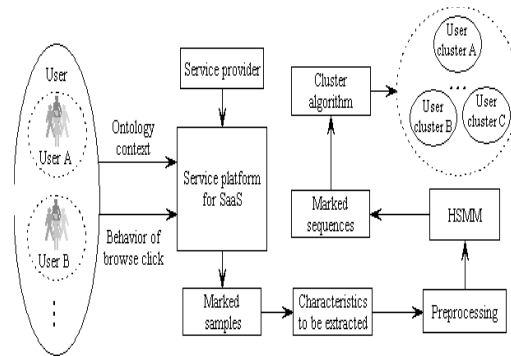 User
User A
User B
Ontology
context
Behavior of
browse click
Service provider
Service platform
for SaaS
Marked
samples
Characteristics
to be extracted
Preprocessing
HSMM
Marked
sequences
Cluster
algorithm
User
cluster A
User
cluster B
User
cluster C